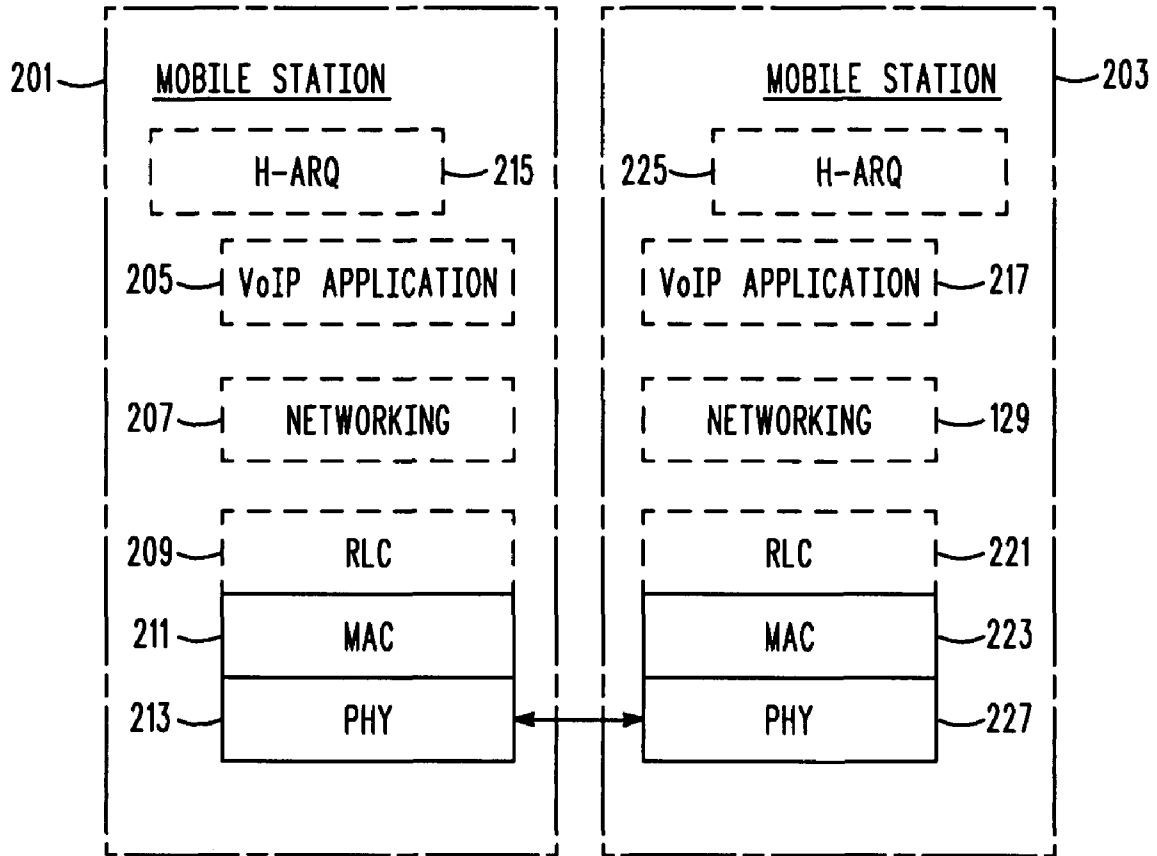 201 MOBILE STATION MOBILE STATION 203
H-ARQ 215 225 H-ARQ
205 VoIP APPLICATION VoIP APPLICATION 217
207 NETWORKING NETWORKING 129
209 RLC RLC 221
211 MAC MAC 223
213 PHY PHY 227